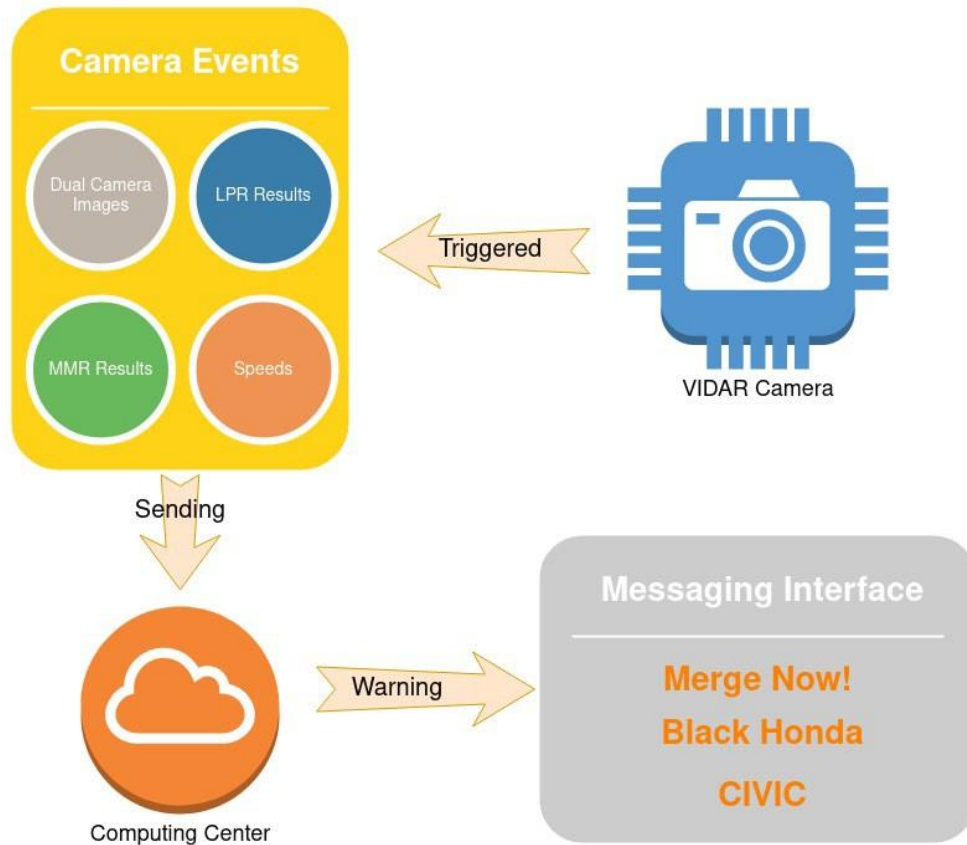 Camera Events
Dual Camera
Images
LPR Results
MMR Results
Speeds
Triggered
VIDAR Camera
Sending
Computing Center
Warning
Messaging Interface
Merge Now!
Black Honda
CIVIC